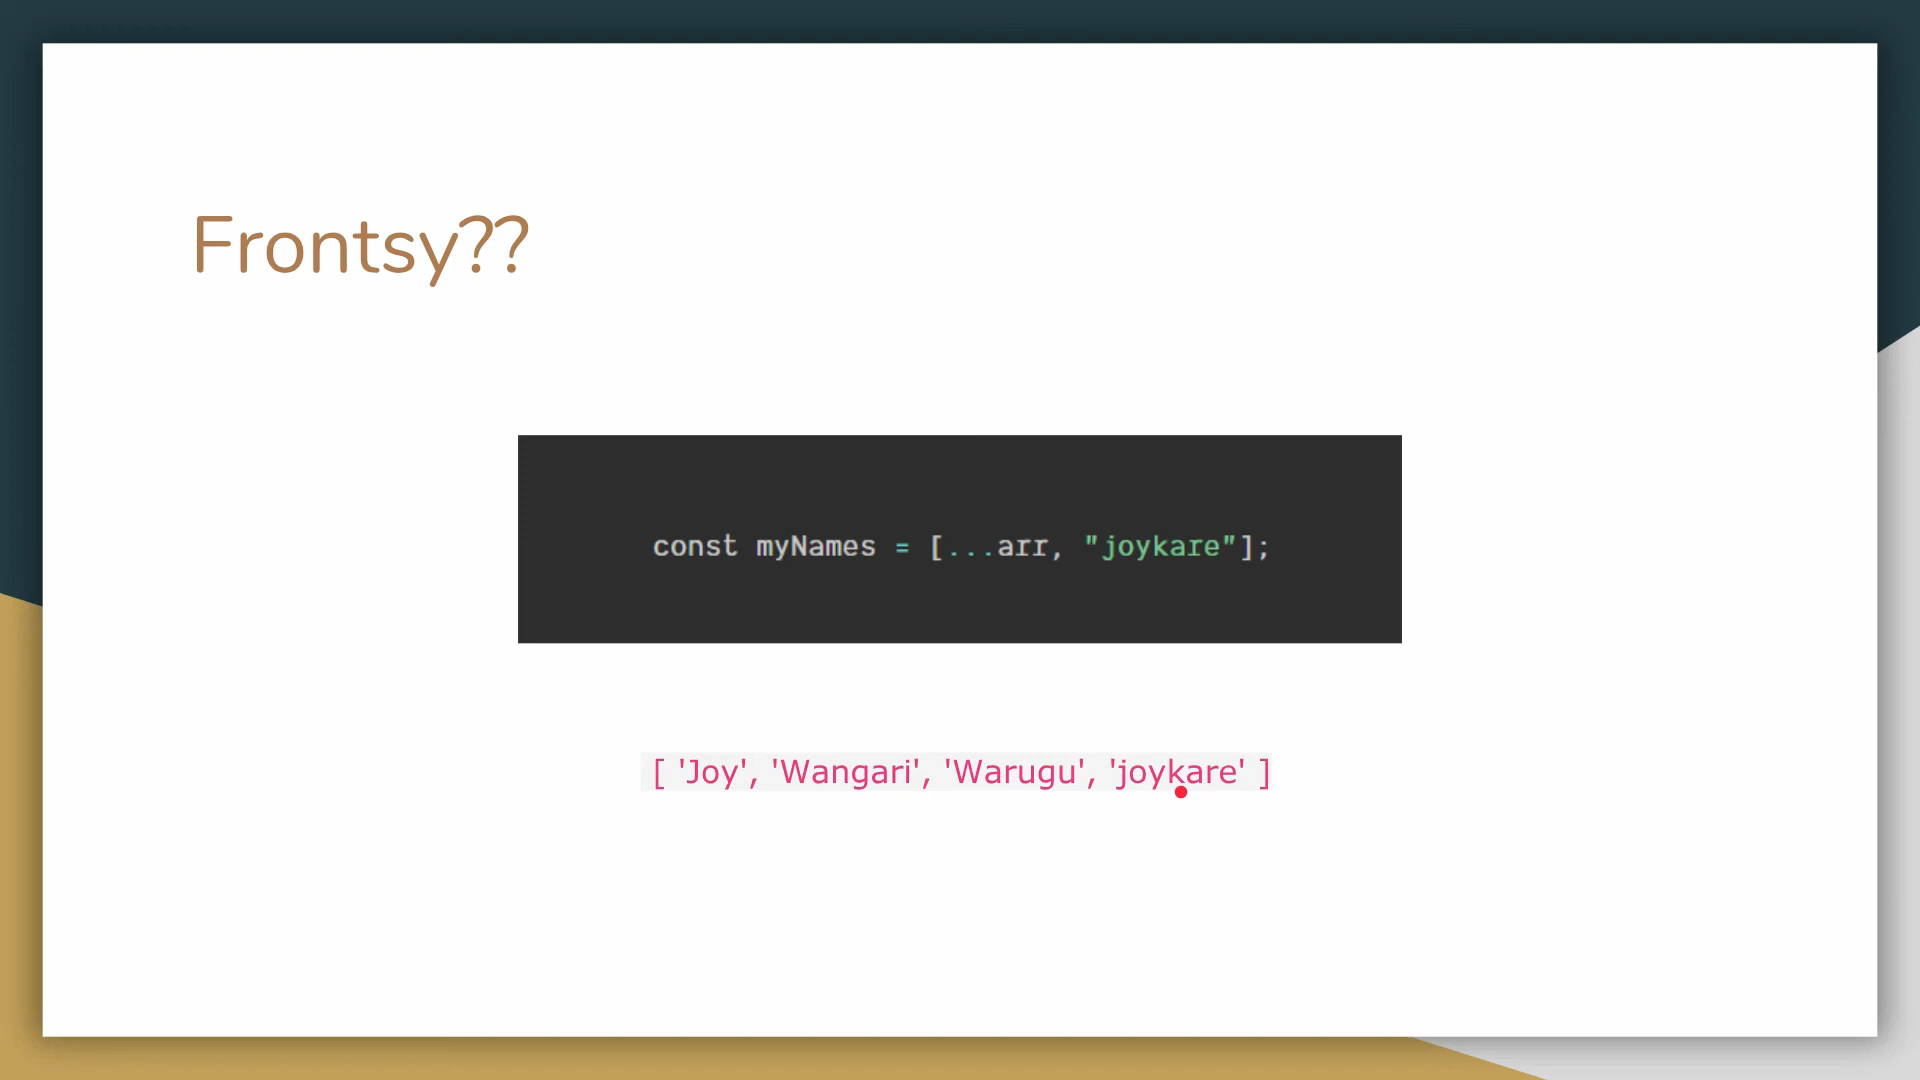 Frontsy??
const myNames = [...arr, "joykare"];
[ 'Joy', 'Wangari', 'Warugu', 'joykare' ]